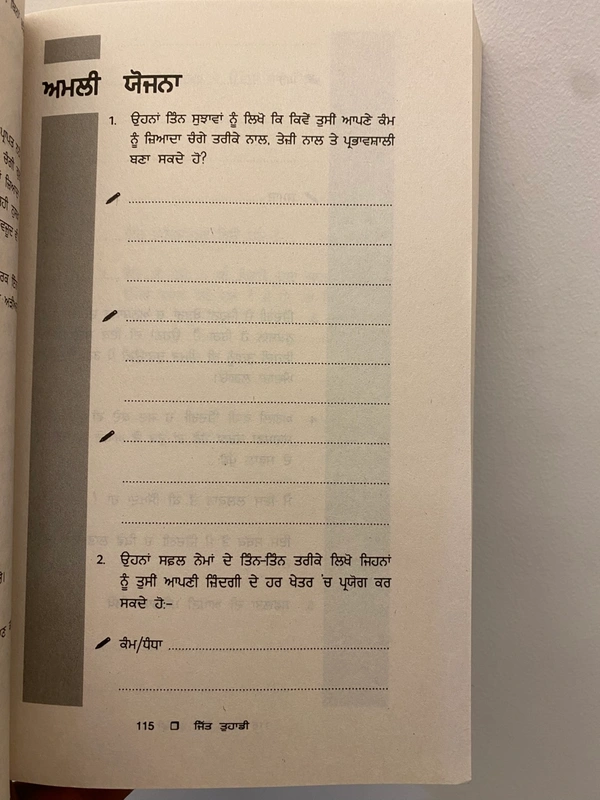 ਅਮਲੀ ਯੋਜਨਾ
1. ਉਹਨਾਂ ਤਿੰਨ ਸੁਝਾਵਾਂ ਨੂੰ ਲਿਖੋ ਕਿ ਕਿਵੇਂ ਤੁਸੀ ਆਪਣੇ ਕੰਮ
ਨੂੰ ਜ਼ਿਆਦਾ ਚੰਗੇ ਤਰੀਕੇ ਨਾਲ, ਤੇਜ਼ੀ ਨਾਲ ਤੇ ਪ੍ਰਭਾਵਸ਼ਾਲੀ
ਬਣਾ ਸਕਦੇ ਹੋ?
2. ਉਹਨਾਂ ਸਫ਼ਲ ਨੇਮਾਂ ਦੇ ਤਿੰਨ-ਤਿੰਨ ਤਰੀਕੇ ਲਿਖੋ ਜਿਹਨਾਂ
ਨੂੰ ਤੁਸੀ ਆਪਣੀ ਜ਼ਿੰਦਗੀ ਦੇ ਹਰ ਖੇਤਰ 'ਚ ਪ੍ਰਯੋਗ ਕਰ
ਸਕਦੇ ਹੋ:-
ਕੰਮ/ਧੰਧਾ
115 ❒ ਜਿੱਤ ਤੁਹਾਡੀ